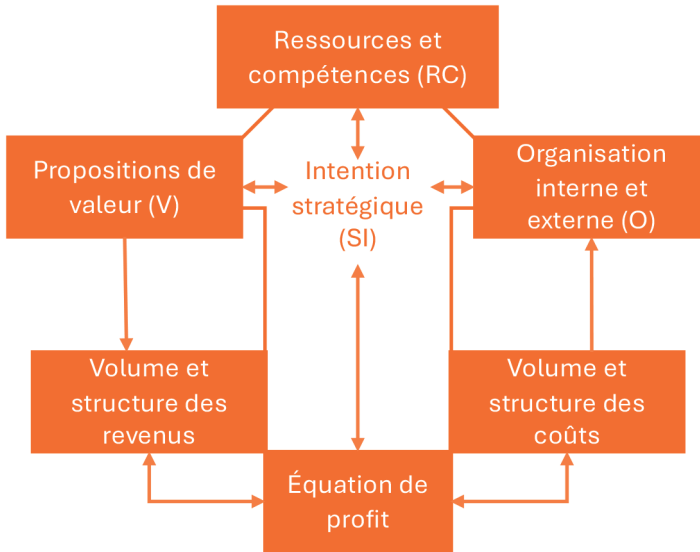 Ressources et
compétences (RC)
Propositions de
valeur (V)
Intention
stratégique
(SI)
Organisation
interne et
externe (O)
Volume et
structure des
revenus
Volume et
structure des
coûts
Équation de
profit